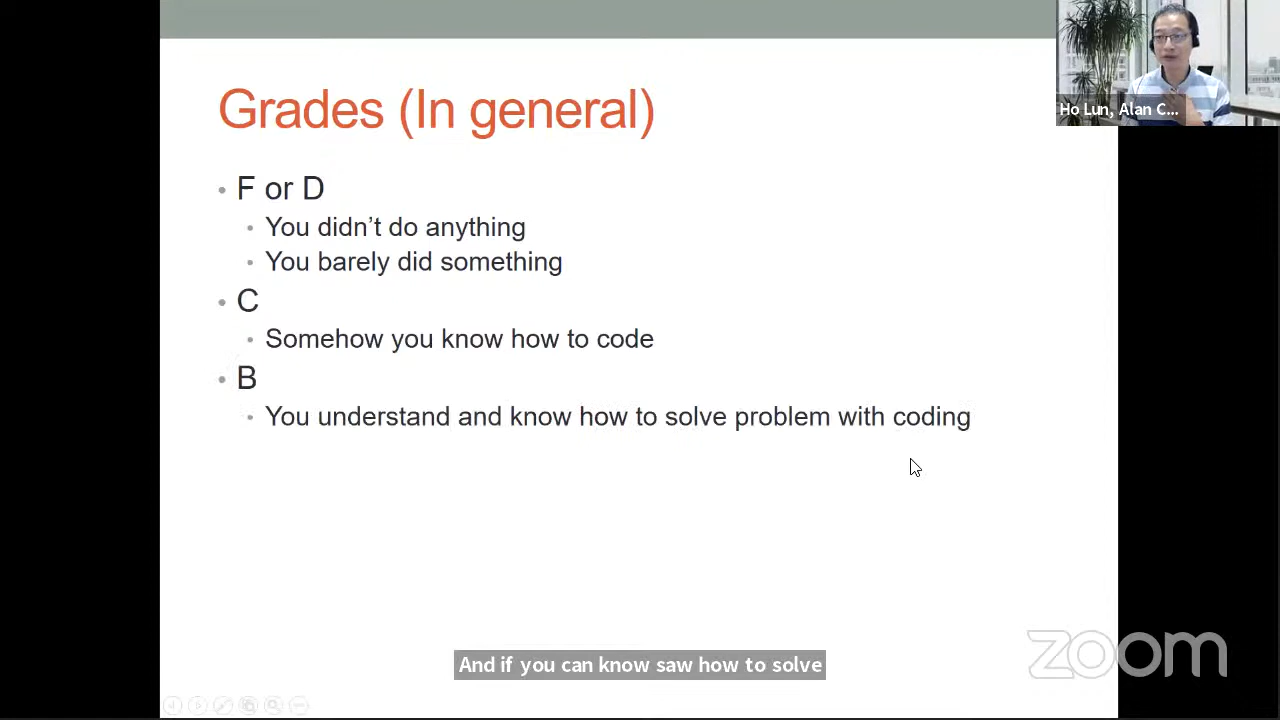 Grades (In general)
Ho Lun, Alan C...
• F or D
• You didn't do anything
• You barely did something
• C
• Somehow you know how to code
• B
• You understand and know how to solve problem with coding
And if you can know saw how to solve
zoom